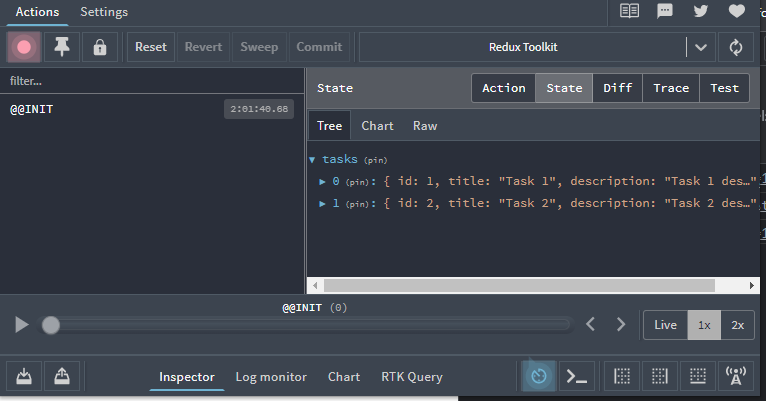 Actions Settings
Reset Revert Sweep Commit Redux Toolkit
filter... State Action State Diff Trace Test
@@INIT 2:01:40.68
Tree Chart Raw
tasks (pin)
0 (pin): { id: 1, title: "Task 1", description: "Task 1 des…"
1 (pin): { id: 2, title: "Task 2", description: "Task 2 des…"
@@INIT (0)
Live 1x 2x
Inspector Log monitor Chart RTK Query